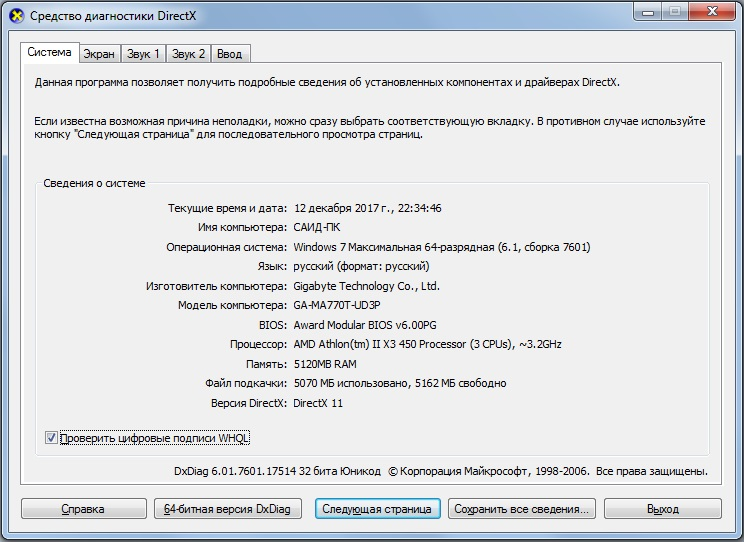 Средство диагностики DirectX
Система Экран Звук 1 Звук 2 Ввод
Данная программа позволяет получить подробные сведения об установленных компонентах и драйверах DirectX.
Если известна возможная причина неполадки, можно сразу выбрать соответствующую вкладку. В противном случае используйте
кнопку "Следующая страница" для последовательного просмотра страниц.
Сведения о системе
Текущие время и дата: 12 декабря 2017 г., 22:34:46
Имя компьютера: САИД-ПК
Операционная система: Windows 7 Максимальная 64-разрядная (6.1, сборка 7601)
Язык: русский (формат: русский)
Изготовитель компьютера: Gigabyte Technology Co., Ltd.
Модель компьютера: GA-MA770T-UD3P
BIOS: Award Modular BIOS v6.00PG
Процессор: AMD Athlon(tm) II X3 450 Processor (3 CPUs), ~3.2GHz
Память: 5120MB RAM
Файл подкачки: 5070 МБ использовано, 5162 МБ свободно
Версия DirectX: DirectX 11
Проверить цифровые подписи WHQL
DxDiag 6.01.7601.17514 32 бита Юникод © Корпорация Майкрософт, 1998-2006. Все права защищены.
Справка 64-битная версия DxDiag Следующая страница Сохранить все сведения... Выход